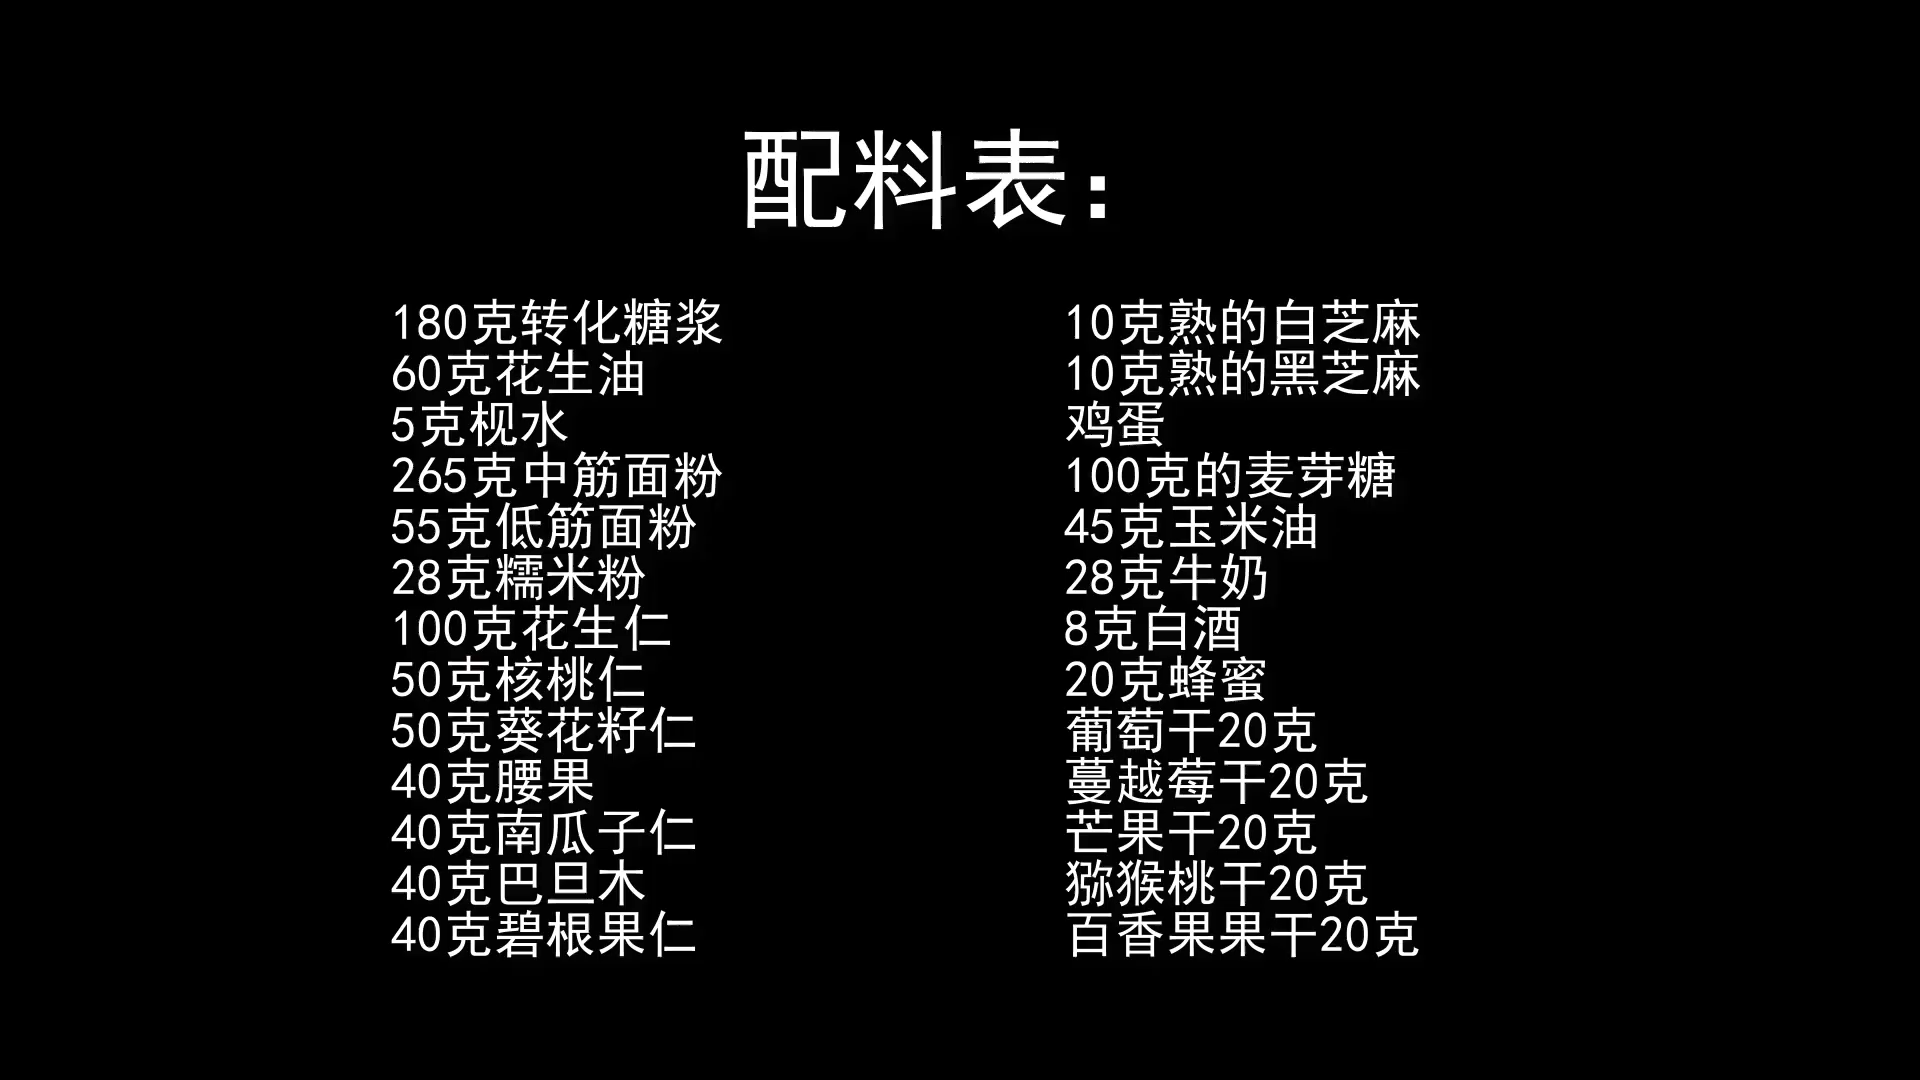 配料表：
180克转化糖浆
60克花生油
5克枧水
265克中筋面粉
55克低筋面粉
28克糯米粉
100克花生仁
50克核桃仁
50克葵花籽仁
40克腰果
40克南瓜子仁
40克巴旦木
40克碧根果仁
10克熟的白芝麻
10克熟的黑芝麻
鸡蛋
100克的麦芽糖
45克玉米油
28克牛奶
8克白酒
20克蜂蜜
葡萄干20克
蔓越莓干20克
芒果干20克
猕猴桃干20克
百香果果干20克